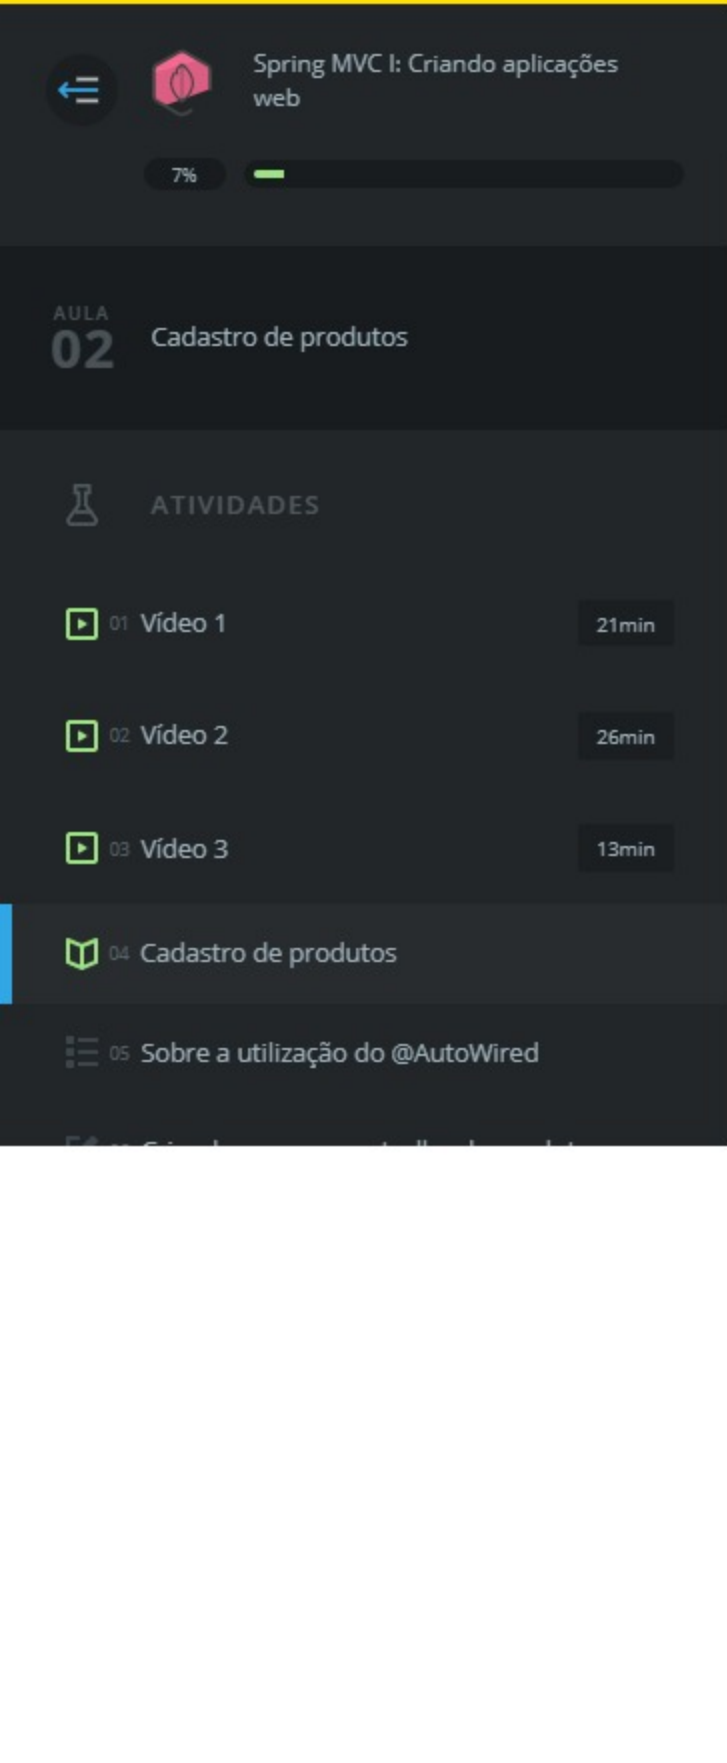 Spring MVC I: Criando aplicações
web
7%
AULA
02
Cadastro de produtos
ATIVIDADES
01 Vídeo 1 21min
02 Vídeo 2 26min
03 Vídeo 3 13min
04 Cadastro de produtos
05 Sobre a utilização do @AutoWired